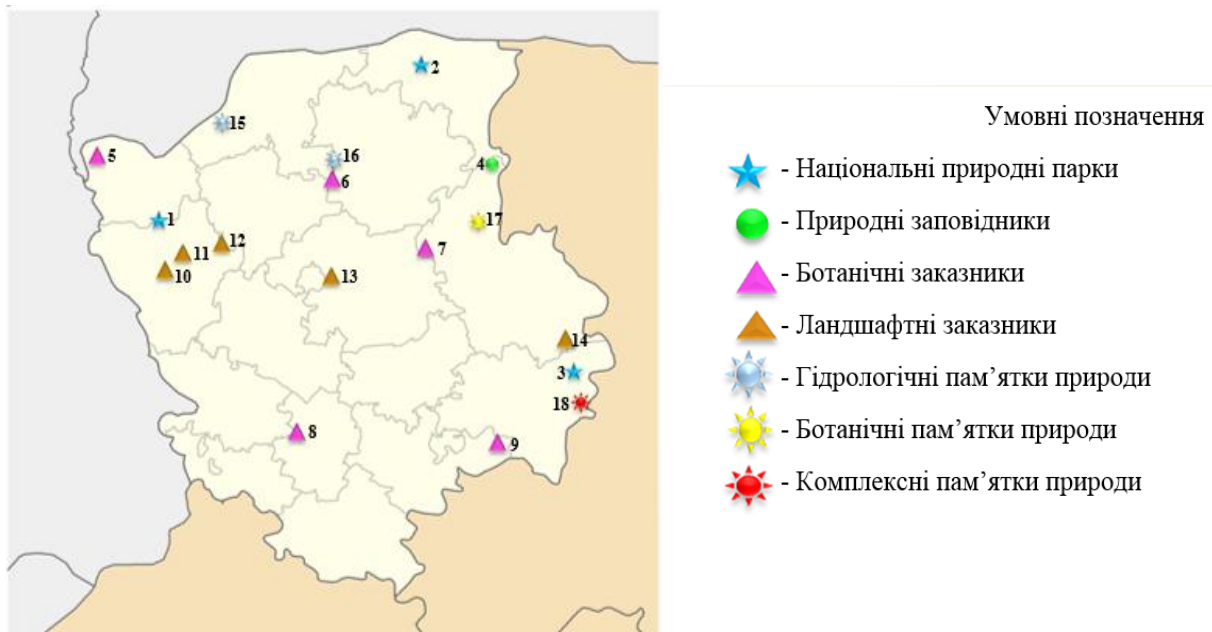 2
15
5
16
4
6
1
17
12
11
7
10
13
14
3
18
8
9
Умовні позначення
- Національні природні парки
- Природні заповідники
- Ботанічні заказники
- Ландшафтні заказники
- Гідрологічні пам’ятки природи
- Ботанічні пам’ятки природи
- Комплексні пам’ятки природи